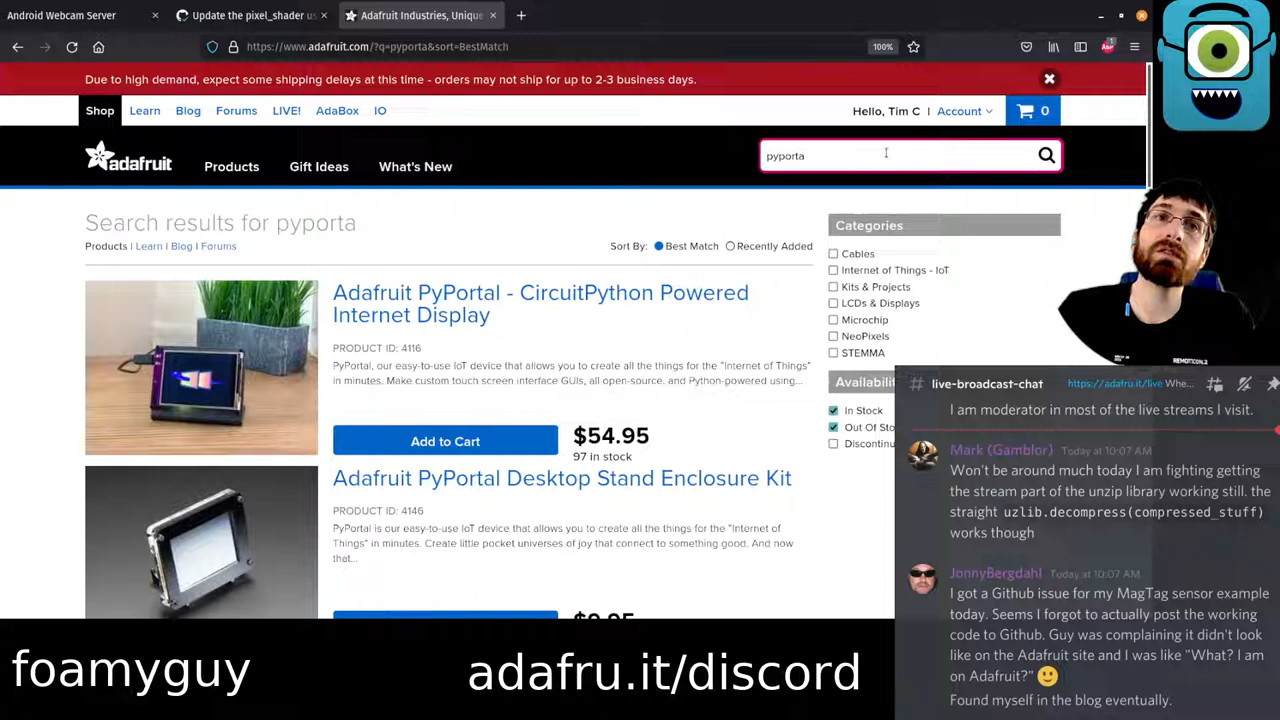 Android Webcam Server
Update the pixel_shader us
Adafruit Industries, Unique
https://www.adafruit.com/?q=pyporta&sort=BestMatch
100%
Due to high demand, expect some shipping delays at this time - orders may not ship for up to 2-3 business days.
Shop Learn Blog Forums LIVE! AdaBox IO
Hello, Tim C | Account
0
adafruit
Products Gift Ideas What's New
pyporta
Search results for pyporta
Products | Learn | Blog | Forums
Sort By: Best Match Recently Added
Adafruit PyPortal - CircuitPython Powered
Internet Display
PRODUCT ID: 4116
PyPortal, our easy-to-use IoT device that allows you to create all the things for the "Internet of Things"
in minutes. Make custom touch screen interface GUIs, all open-source, and Python-powered using...
Add to Cart
$54.95
97 in stock
Adafruit PyPortal Desktop Stand Enclosure Kit
PRODUCT ID: 4146
PyPortal is our easy-to-use IoT device that allows you to create all the things for the "Internet of
Things" in minutes. Create little pocket universes of joy that connect to something good. And now
that...
$9.95
Categories
Cables
Internet of Things - IoT
Kits & Projects
LCDs & Displays
Microchip
NeoPixels
STEMMA
Availabili
In Stock
Out Of Sto
Discontinu
# live-broadcast-chat
https://adafru.it/live Whe...
I am moderator in most of the live streams I visit.
Mark (Gamblor) Today at 10:07 AM
Won't be around much today I am fighting getting
the stream part of the unzip library working still. the
straight uzlib.decompress(compressed_stuff)
works though
JonnyBergdahl Today at 10:07 AM
I got a Github issue for my MagTag sensor example
today. Seems I forgot to actually post the working
code to Github. Guy was complaining it didn't look
like on the Adafruit site and I was like "What? I am
on Adafruit?" 🙂
Found myself in the blog eventually.
foamyguy
adafru.it/discord